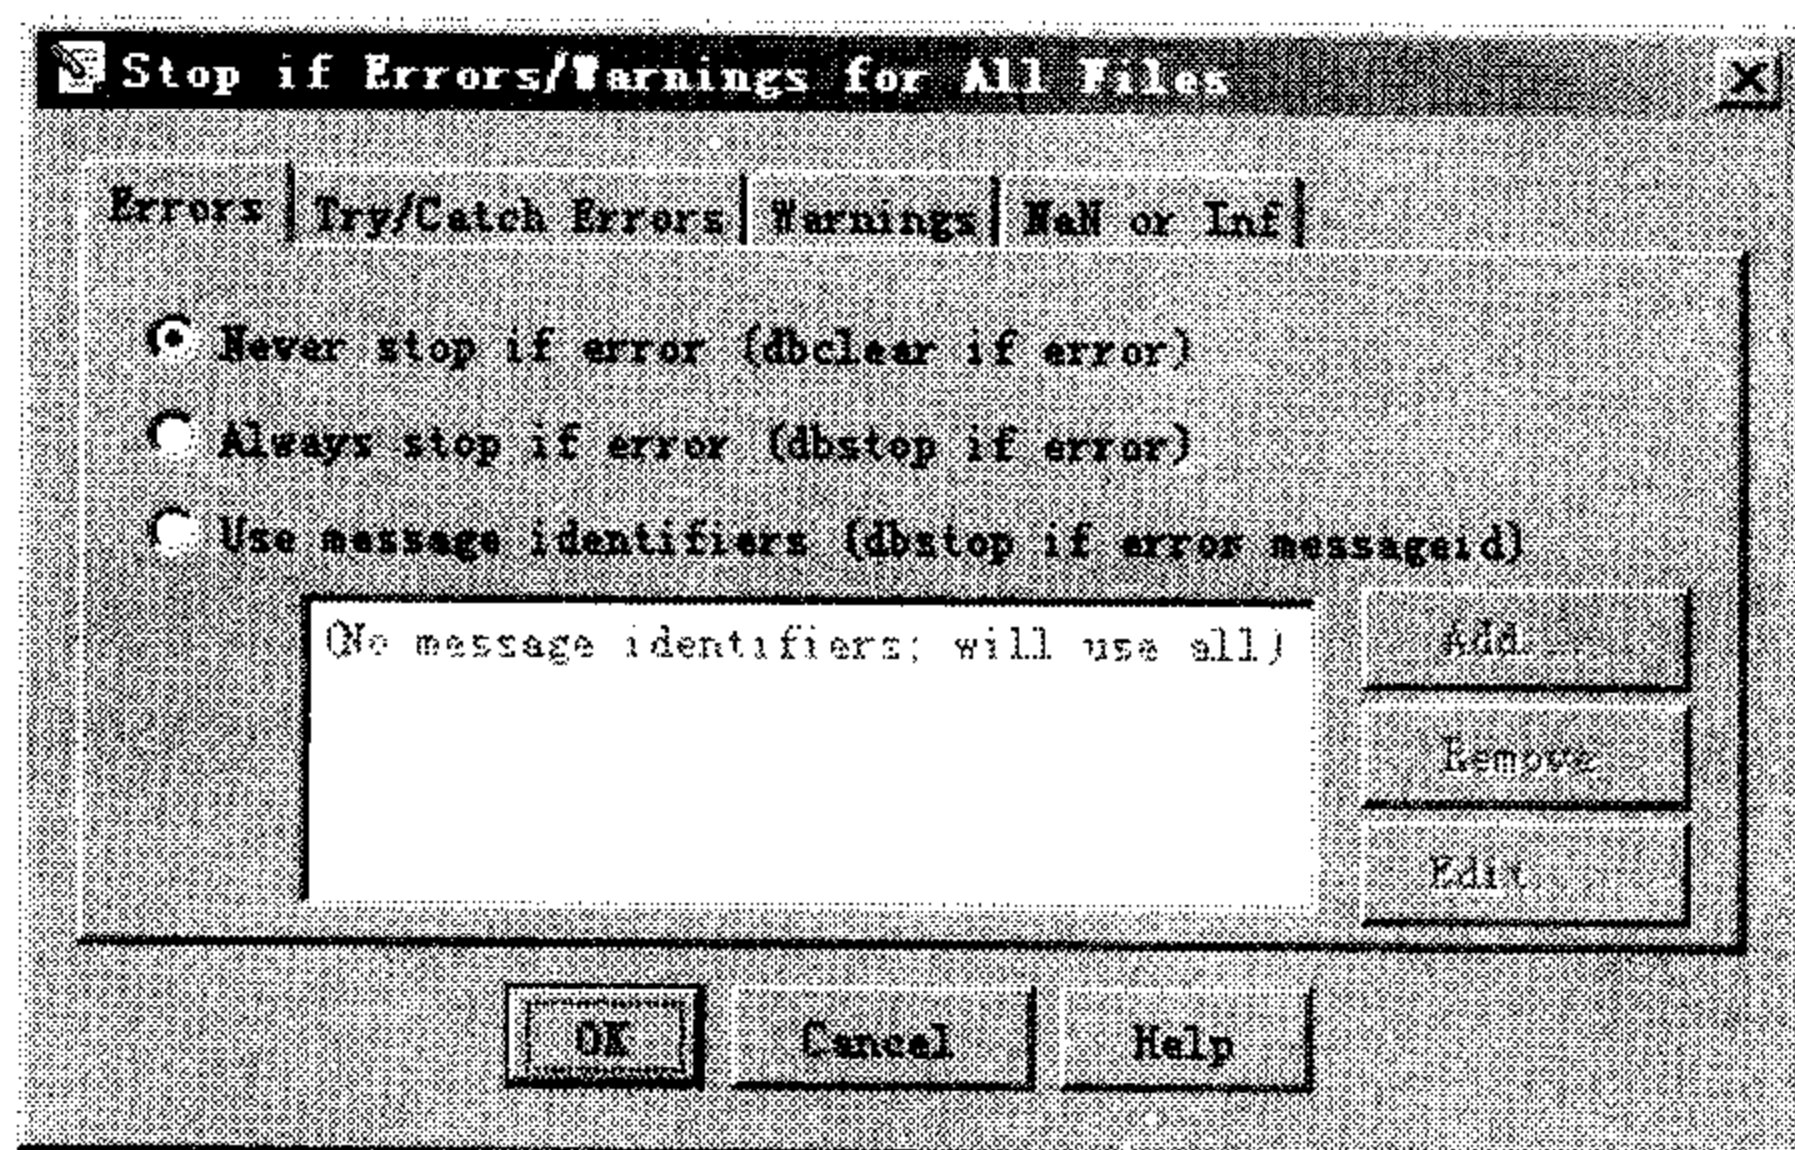 Stop if Errors/Warnings for All Files
Errors Try/Catch Errors Warnings NaN or Inf
Never stop if error (dbclear if error)
Always stop if error (dbstop if error)
Use message identifiers (dbstop if error messageid)
(No message identifiers; will use all)
Add...
Remove
Edit...
OK Cancel Help